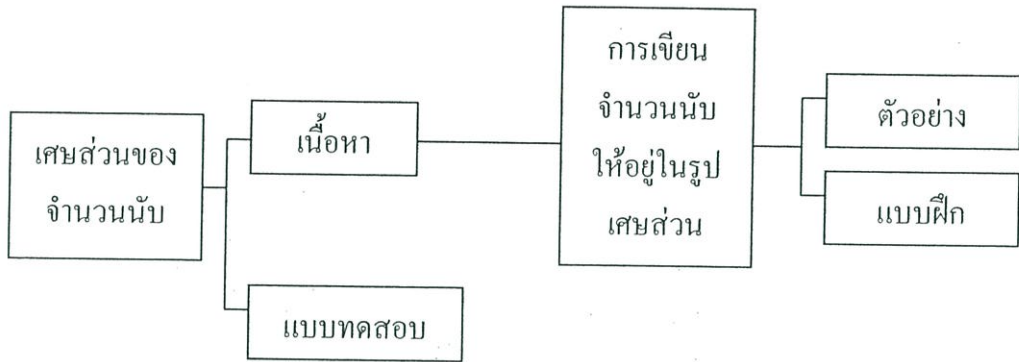 เศษส่วนของ
จำนวนนับ
เนื้อหา
แบบทดสอบ
การเขียน
จำนวนนับ
ให้อยู่ในรูป
เศษส่วน
ตัวอย่าง
แบบฝึก